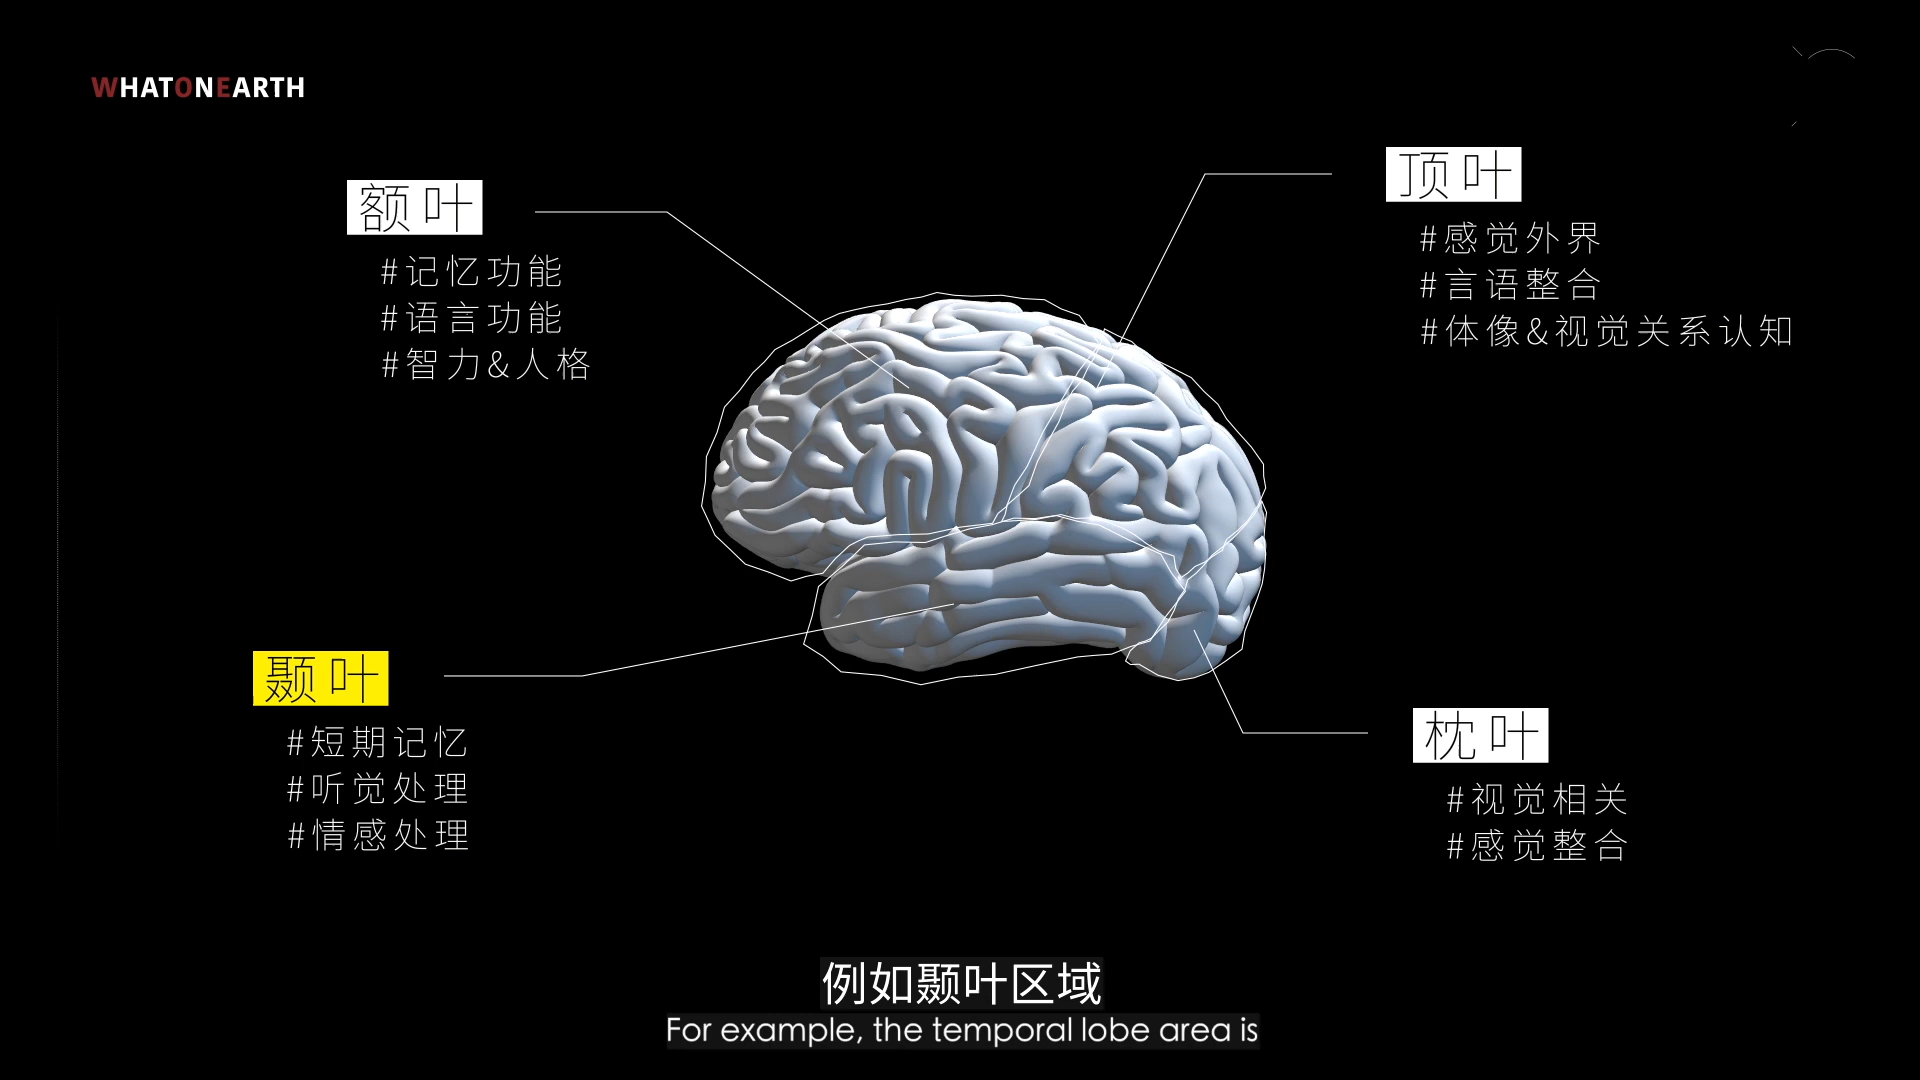 WHATONEARTH
额叶
#记忆功能
#语言功能
#智力&人格
顶叶
#感觉外界
#言语整合
#体像&视觉关系认知
颞叶
#短期记忆
#听觉处理
#情感处理
枕叶
#视觉相关
#感觉整合
例如颞叶区域
For example, the temporal lobe area is